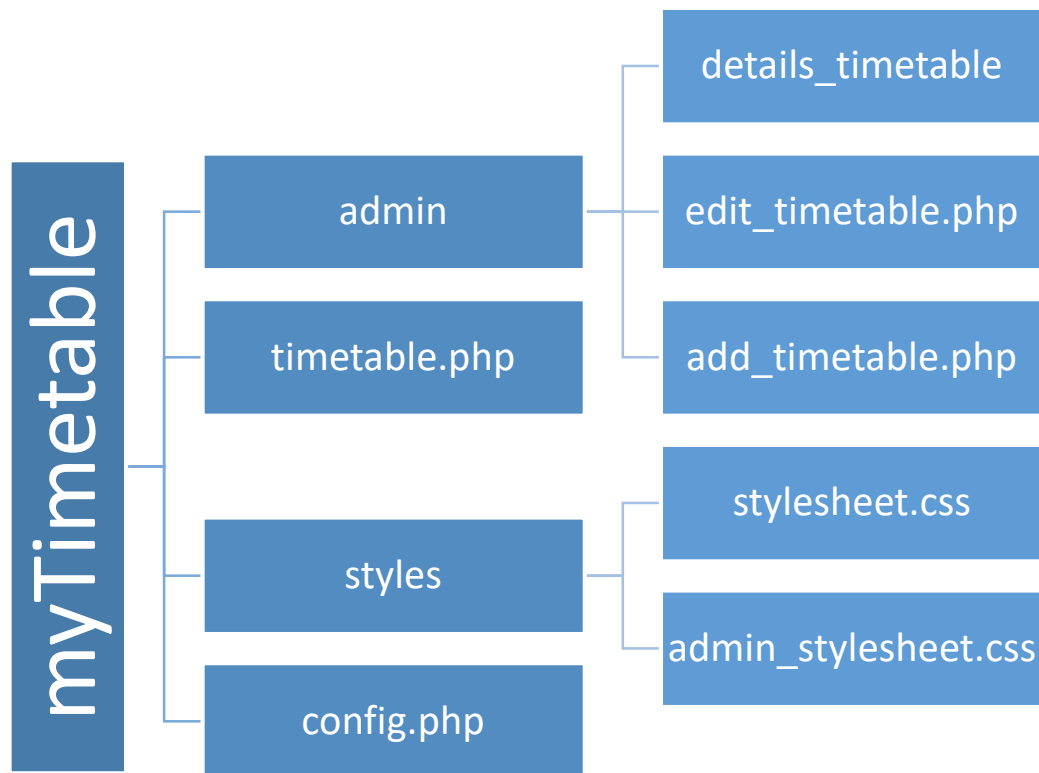 myTimetable
admin
details_timetable
edit_timetable.php
add_timetable.php
timetable.php
styles
stylesheet.css
admin_stylesheet.css
config.php